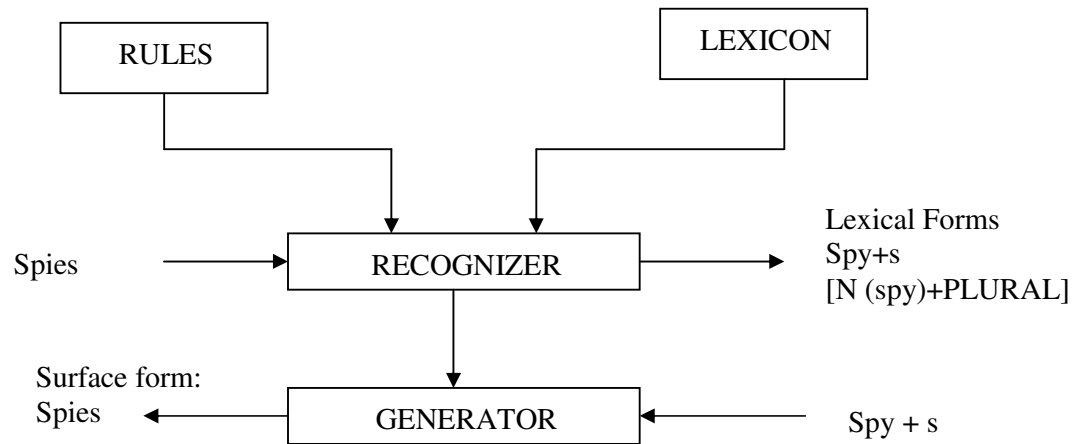 RULES
LEXICON
Spies
RECOGNIZER
Lexical Forms
Spy+s
[N (spy)+PLURAL]
Surface form:
Spies
GENERATOR
Spy + s